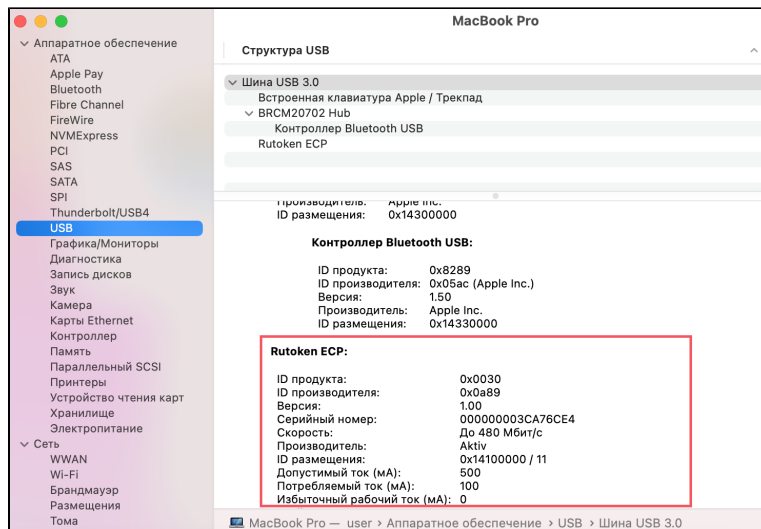 MacBook Pro
Аппаратное обеспечение
ATA
Apple Pay
Bluetooth
Fibre Channel
FireWire
NVMExpress
PCI
SAS
SATA
SPI
Thunderbolt/USB4
USB
Графика/Мониторы
Диагностика
Запись дисков
Звук
Камера
Карты Ethernet
Контроллер
Память
Параллельный SCSI
Принтеры
Устройство чтения карт
Хранилище
Электропитание
Сеть
WWAN
Wi-Fi
Брандмауэр
Размещения
Тома
Структура USB
Шина USB 3.0
Встроенная клавиатура Apple / Трекпад
BRCM20702 Hub
Контроллер Bluetooth USB
Rutoken ECP
Производитель: Apple Inc.
ID размещения: 0x14300000
Контроллер Bluetooth USB:
ID продукта: 0x8289
ID производителя: 0x05ac (Apple Inc.)
Версия: 1.50
Производитель: Apple Inc.
ID размещения: 0x14330000
Rutoken ECP:
ID продукта: 0x0030
ID производителя: 0x0a89
Версия: 1.00
Серийный номер: 000000003CA76CE4
Скорость: До 480 Мбит/с
Производитель: Aktiv
ID размещения: 0x14100000 / 11
Допустимый ток (мА): 500
Потребляемый ток (мА): 100
Избыточный рабочий ток (мА): 0
MacBook Pro — user › Аппаратное обеспечение › USB › Шина USB 3.0